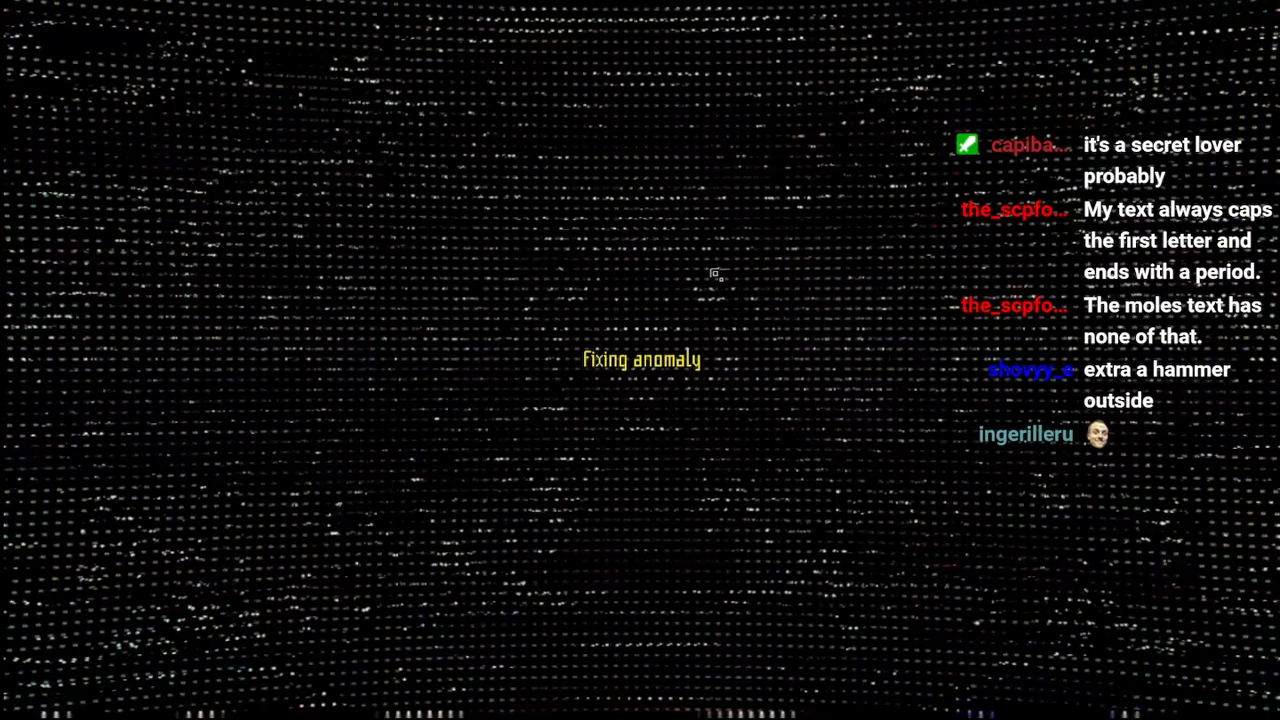 capiba... it's a secret lover
probably
the_scpfo... My text always caps
the first letter and
ends with a period.
the_scpfo... The moles text has
none of that.
Fixing anomaly
shovyy_e extra a hammer
outside
ingerilleru